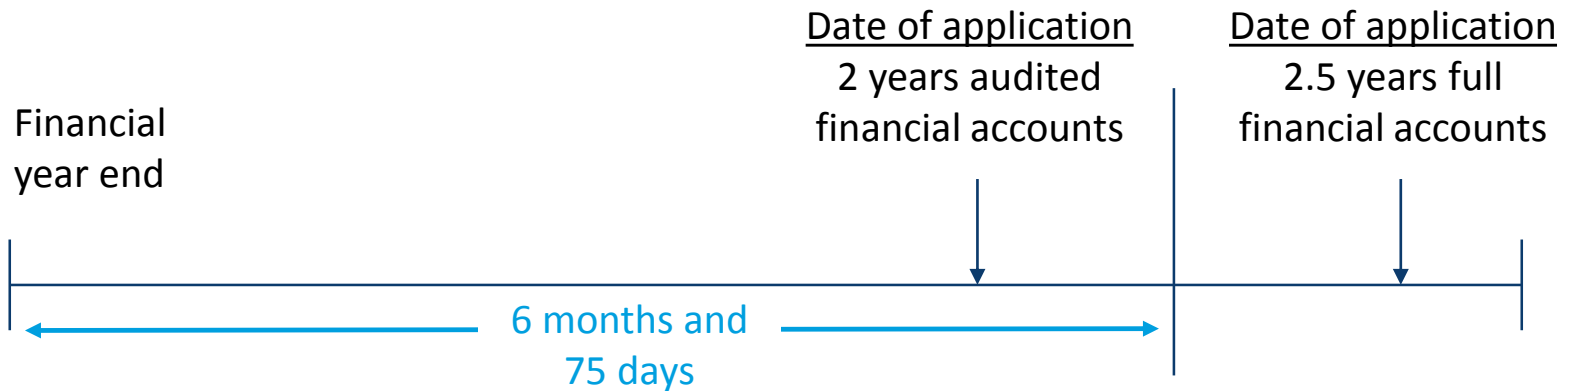 Financial
year end
Date of application
2 years audited
financial accounts
Date of application
2.5 years full
financial accounts
6 months and
75 days